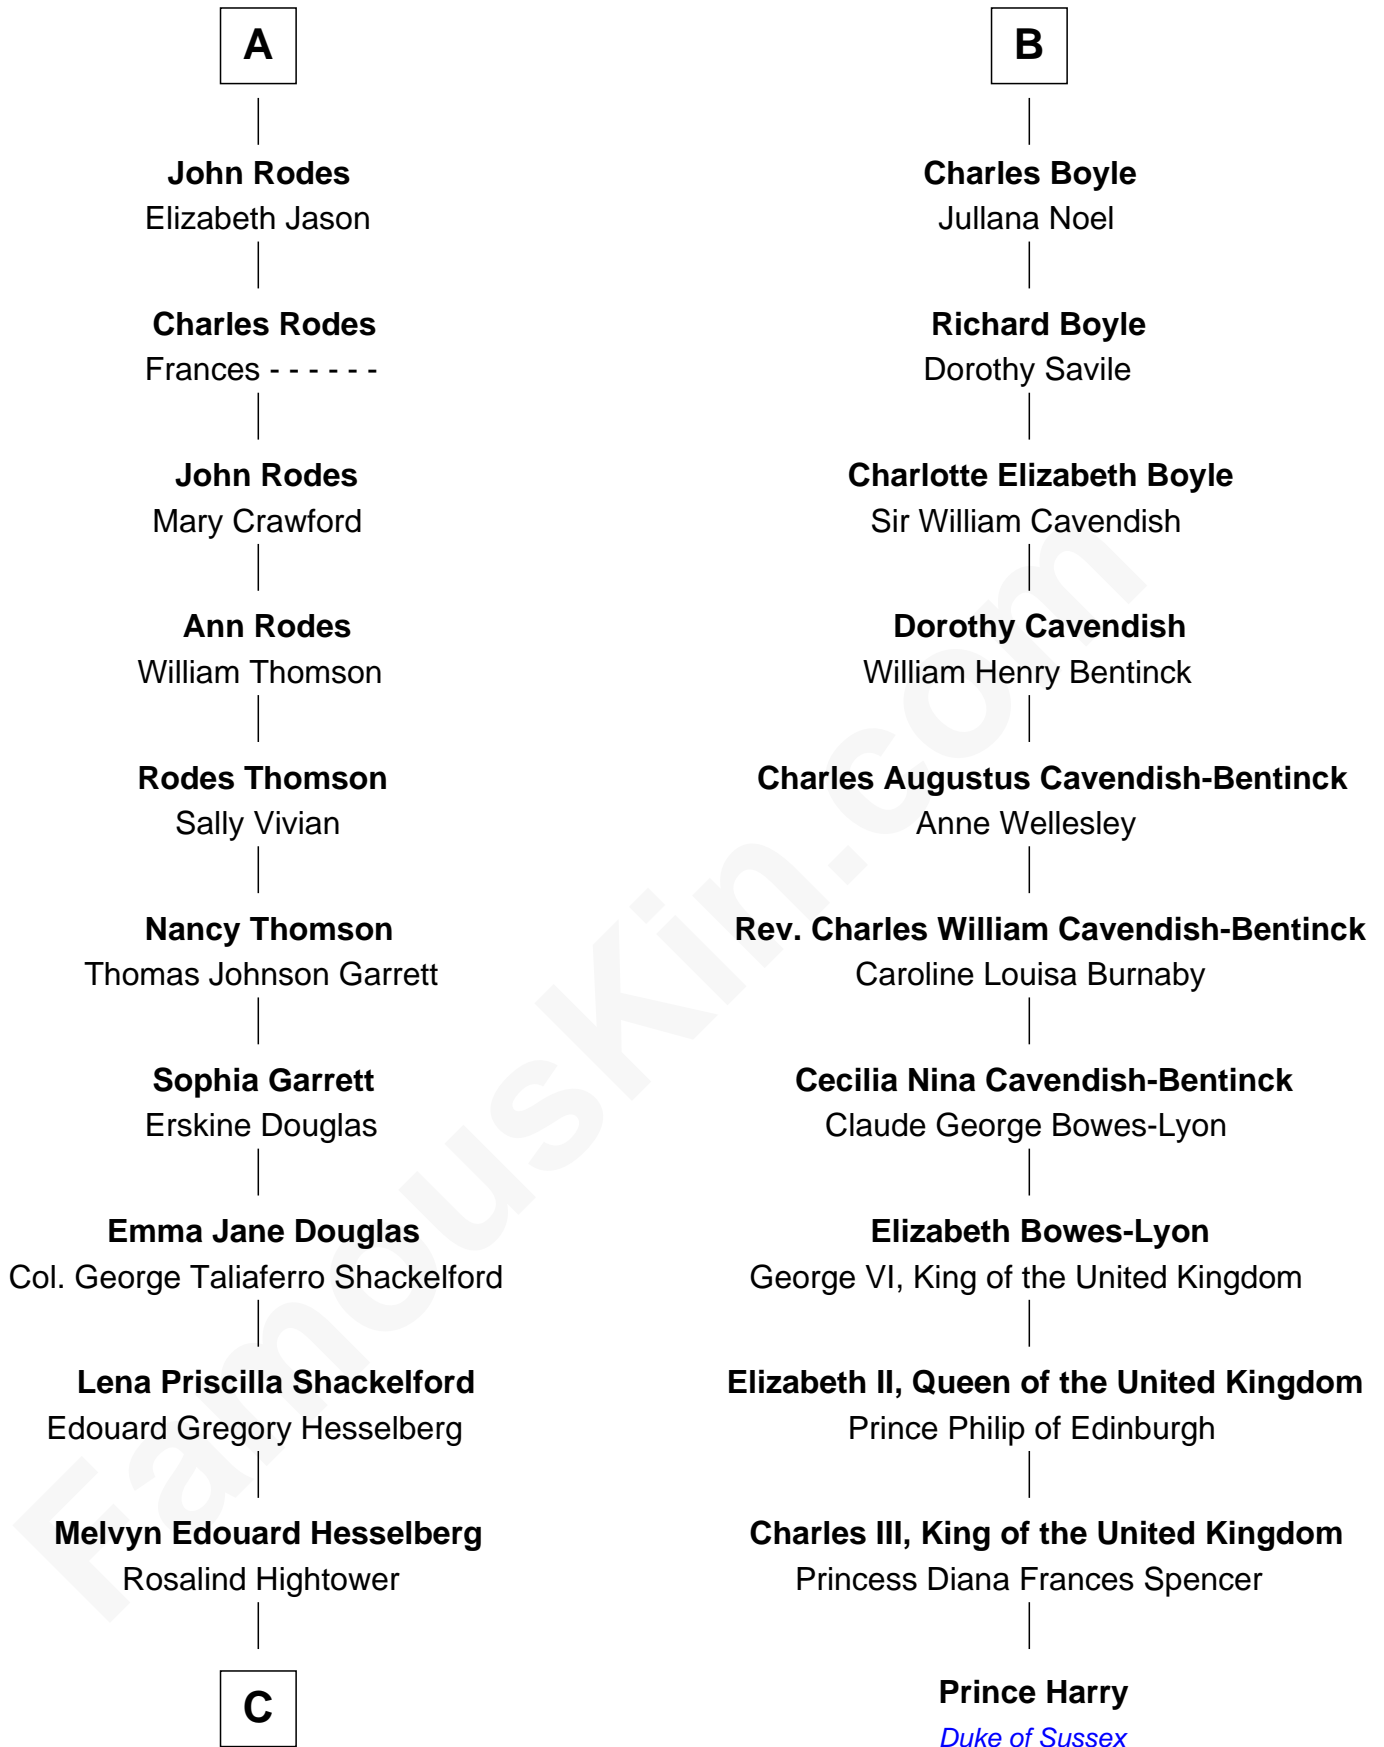 A
John Rodes
Elizabeth Jason
Charles Rodes
Frances - - - - - -
John Rodes
Mary Crawford
Ann Rodes
William Thomson
Rodes Thomson
Sally Vivian
Nancy Thomson
Thomas Johnson Garrett
Sophia Garrett
Erskine Douglas
Emma Jane Douglas
Col. George Taliaferro Shackelford
Lena Priscilla Shackelford
Edouard Gregory Hesselberg
Melvyn Edouard Hesselberg
Rosalind Hightower
C
B
Charles Boyle
Jullana Noel
Richard Boyle
Dorothy Savile
Charlotte Elizabeth Boyle
Sir William Cavendish
Dorothy Cavendish
William Henry Bentinck
Charles Augustus Cavendish-Bentinck
Anne Wellesley
Rev. Charles William Cavendish-Bentinck
Caroline Louisa Burnaby
Cecilia Nina Cavendish-Bentinck
Claude George Bowes-Lyon
Elizabeth Bowes-Lyon
George VI, King of the United Kingdom
Elizabeth II, Queen of the United Kingdom
Prince Philip of Edinburgh
Charles III, King of the United Kingdom
Princess Diana Frances Spencer
Prince Harry
Duke of Sussex
FamousKin.com